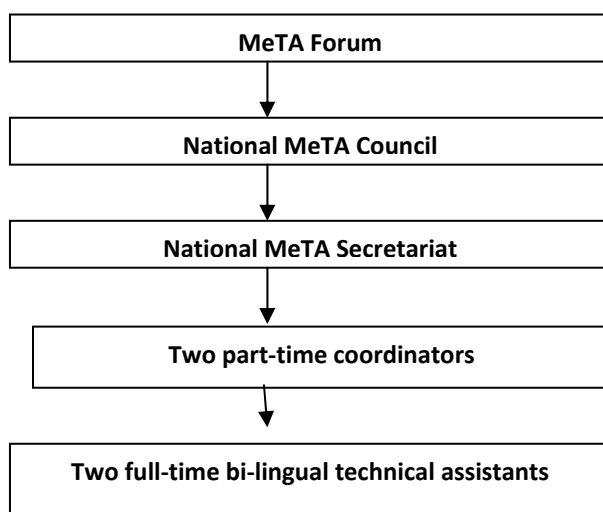 MeTA Forum
National MeTA Council
National MeTA Secretariat
Two part-time coordinators
Two full-time bi-lingual technical assistants